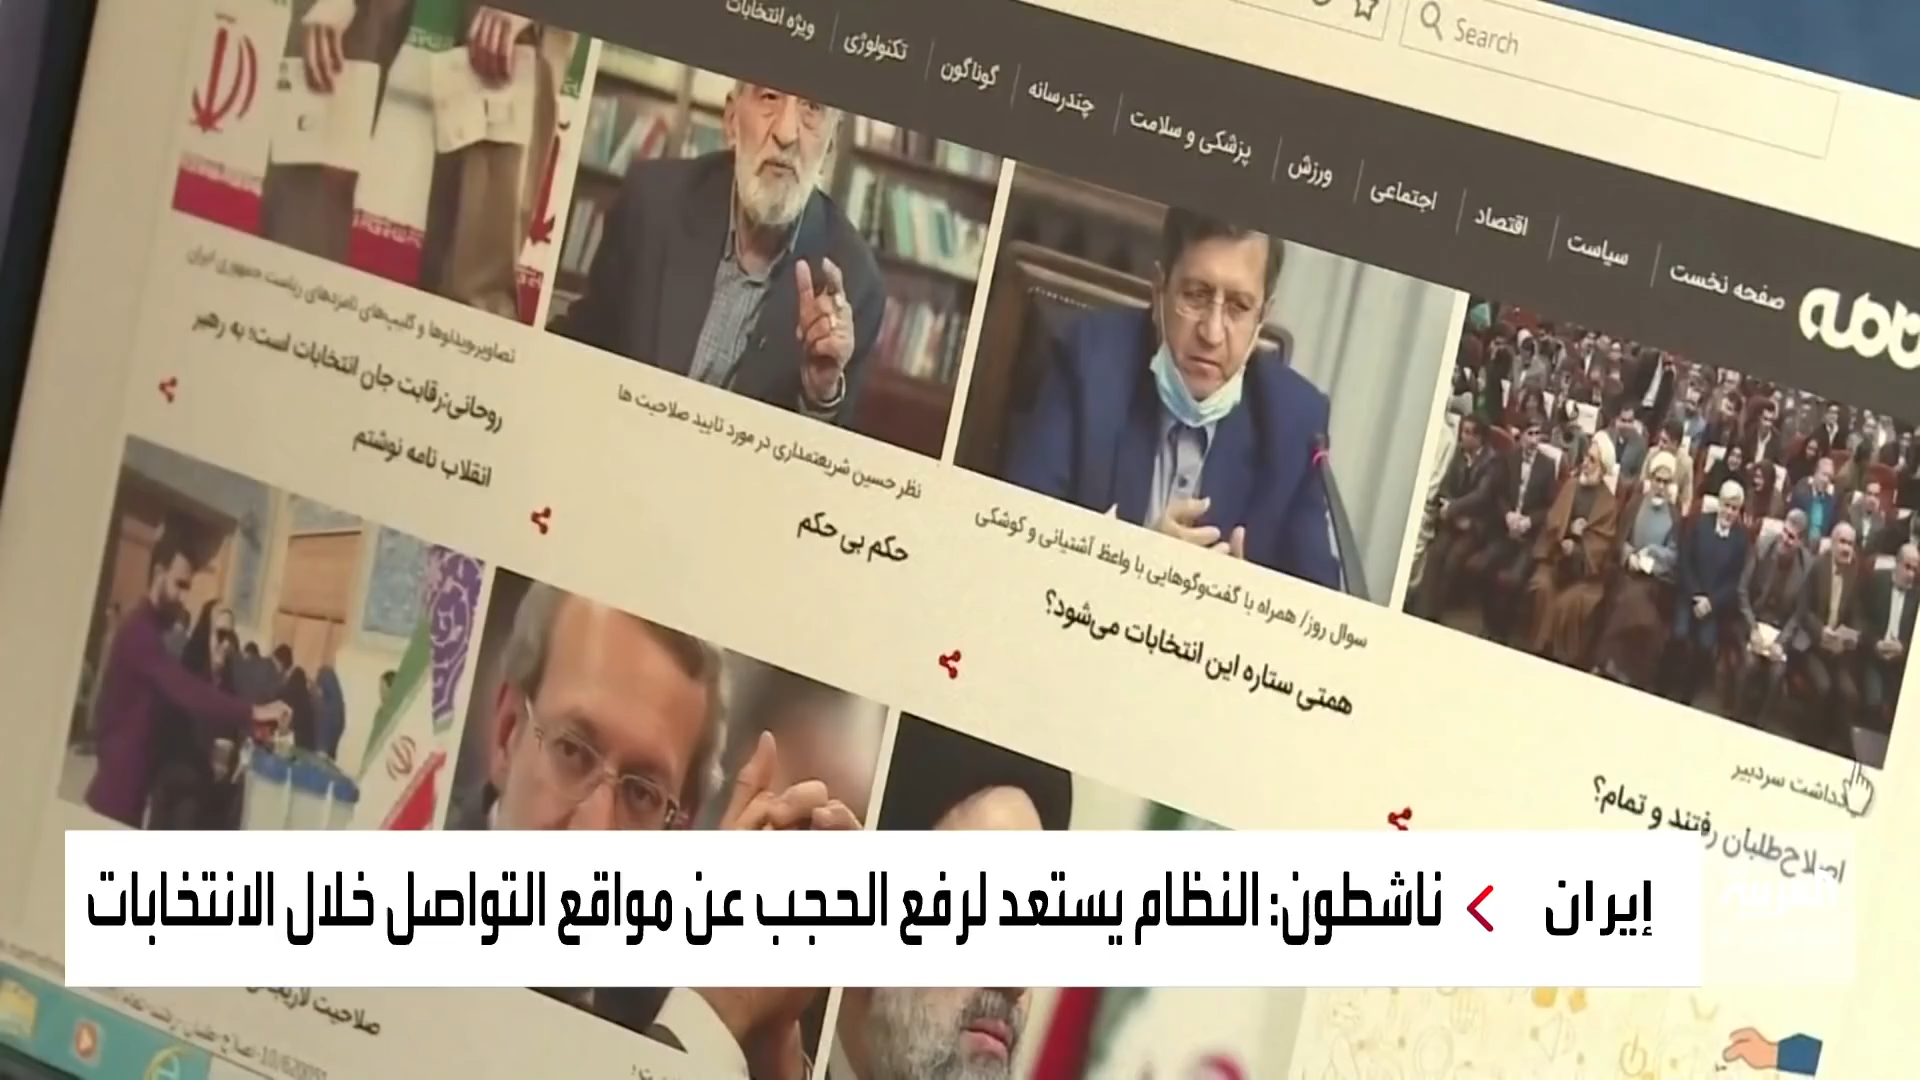 Search
صفحه نخست
سیاست
اقتصاد
اجتماعی
ورزش
پزشکی و سلامت
چندرسانه
گوناگون
تکنولوژی
ویژه انتخابات
سردبیر
اصلاح‌طلبان رفتند و تمام؟
سوال روز/ همراه با گفت‌وگوهایی با واعظ آشتیانی و کوشکی
همتی ستاره این انتخابات می‌شود؟
نظر حسین شریعتمداری در مورد تایید صلاحیت ها
حکم بی حکم
تصاویر،ویدئوها و کلیپ‌های نامزدهای ریاست جمهوری ایران
روحانی:رقابت جان انتخابات است؛ به رهبر
انقلاب نامه نوشتم
إيران
ناشطون: النظام يستعد لرفع الحجب عن مواقع التواصل خلال الانتخابات
العربية
صلاحیت